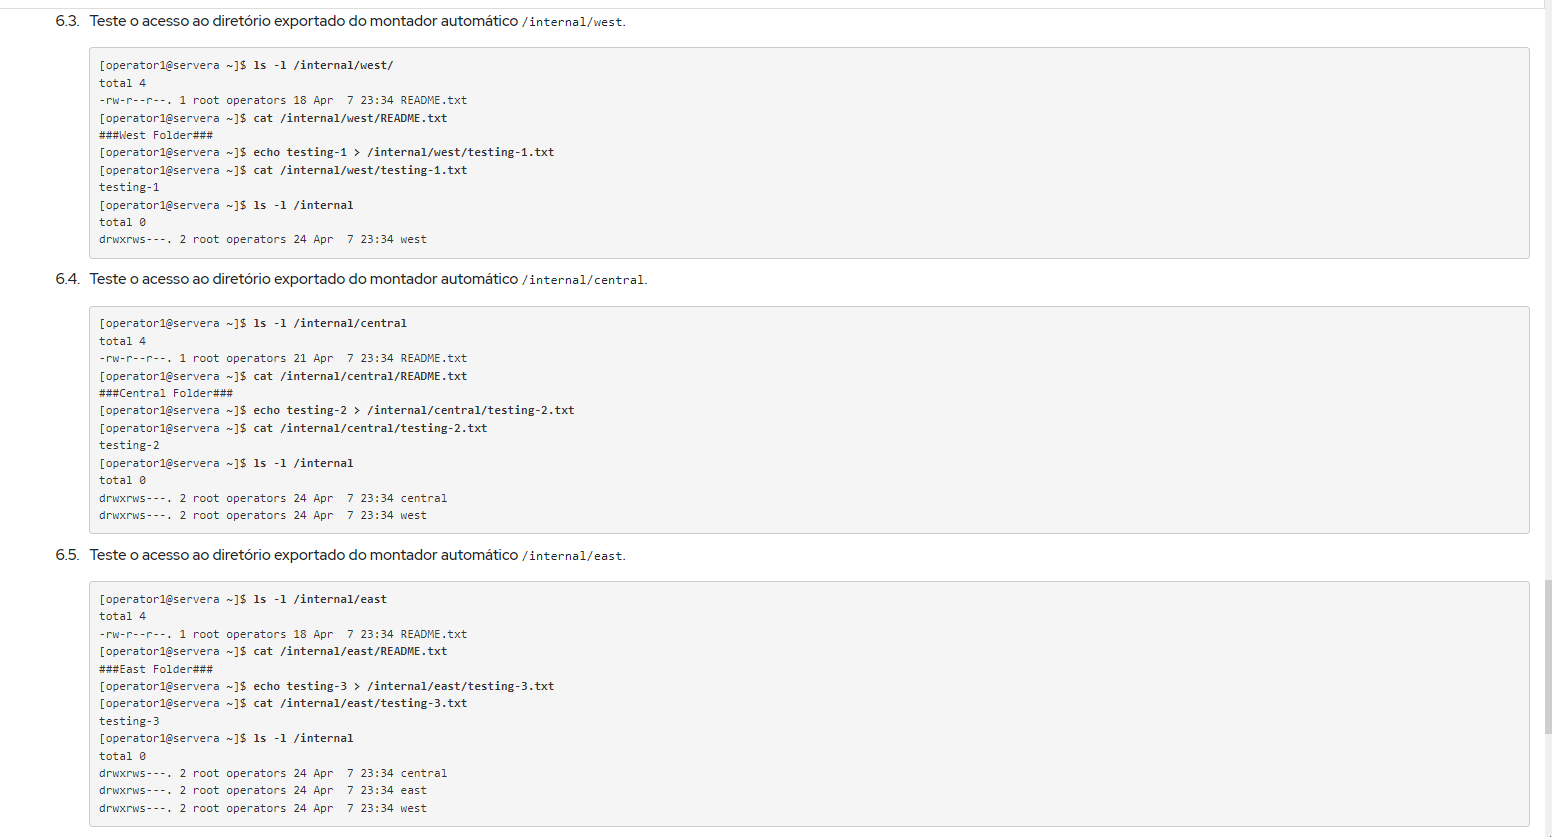 6.3. Teste o acesso ao diretório exportado do montador automático /internal/west.
[operator1@servera ~]$ ls -l /internal/west/
total 4
-rw-r--r--. 1 root operators 18 Apr  7 23:34 README.txt
[operator1@servera ~]$ cat /internal/west/README.txt
###West Folder###
[operator1@servera ~]$ echo testing-1 > /internal/west/testing-1.txt
[operator1@servera ~]$ cat /internal/west/testing-1.txt
testing-1
[operator1@servera ~]$ ls -l /internal
total 0
drwxrws---. 2 root operators 24 Apr  7 23:34 west
6.4. Teste o acesso ao diretório exportado do montador automático /internal/central.
[operator1@servera ~]$ ls -l /internal/central
total 4
-rw-r--r--. 1 root operators 21 Apr  7 23:34 README.txt
[operator1@servera ~]$ cat /internal/central/README.txt
###Central Folder###
[operator1@servera ~]$ echo testing-2 > /internal/central/testing-2.txt
[operator1@servera ~]$ cat /internal/central/testing-2.txt
testing-2
[operator1@servera ~]$ ls -l /internal
total 0
drwxrws---. 2 root operators 24 Apr  7 23:34 central
drwxrws---. 2 root operators 24 Apr  7 23:34 west
6.5. Teste o acesso ao diretório exportado do montador automático /internal/east.
[operator1@servera ~]$ ls -l /internal/east
total 4
-rw-r--r--. 1 root operators 18 Apr  7 23:34 README.txt
[operator1@servera ~]$ cat /internal/east/README.txt
###East Folder###
[operator1@servera ~]$ echo testing-3 > /internal/east/testing-3.txt
[operator1@servera ~]$ cat /internal/east/testing-3.txt
testing-3
[operator1@servera ~]$ ls -l /internal
total 0
drwxrws---. 2 root operators 24 Apr  7 23:34 central
drwxrws---. 2 root operators 24 Apr  7 23:34 east
drwxrws---. 2 root operators 24 Apr  7 23:34 west